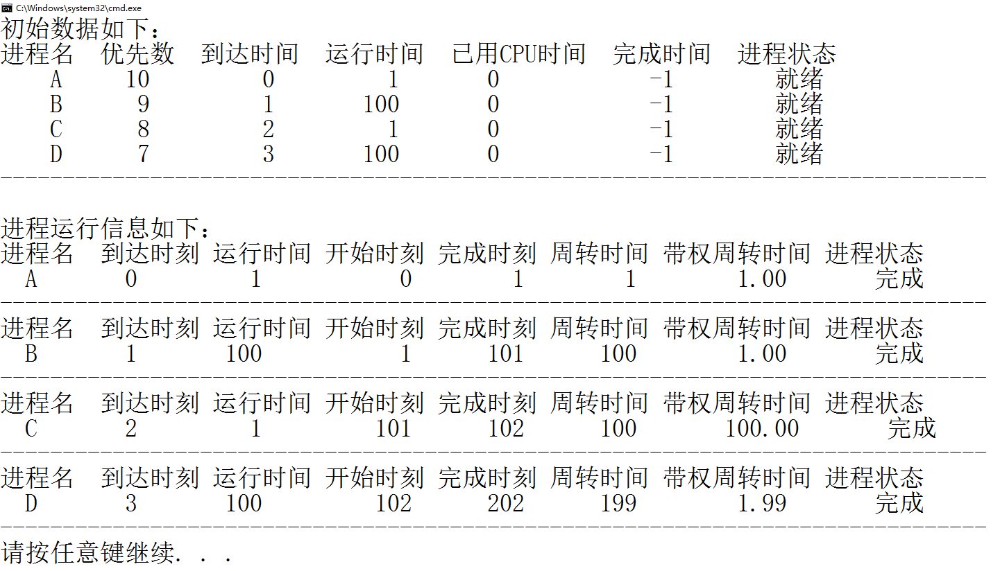 C:\Windows\system32\cmd.exe
初始数据如下:
进程名 优先数 到达时间 运行时间 已用CPU时间 完成时间 进程状态
A 10 0 1 0 -1 就绪
B 9 1 100 0 -1 就绪
C 8 2 1 0 -1 就绪
D 7 3 100 0 -1 就绪
-------------------------------------------------------------------------------
进程运行信息如下:
进程名 到达时刻 运行时间 开始时刻 完成时刻 周转时间 带权周转时间 进程状态
A 0 1 0 1 1 1.00 完成
-------------------------------------------------------------------------------
进程名 到达时刻 运行时间 开始时刻 完成时刻 周转时间 带权周转时间 进程状态
B 1 100 1 101 100 1.00 完成
-------------------------------------------------------------------------------
进程名 到达时刻 运行时间 开始时刻 完成时刻 周转时间 带权周转时间 进程状态
C 2 1 101 102 100 100.00 完成
-------------------------------------------------------------------------------
进程名 到达时刻 运行时间 开始时刻 完成时刻 周转时间 带权周转时间 进程状态
D 3 100 102 202 199 1.99 完成
-------------------------------------------------------------------------------
请按任意键继续. . .